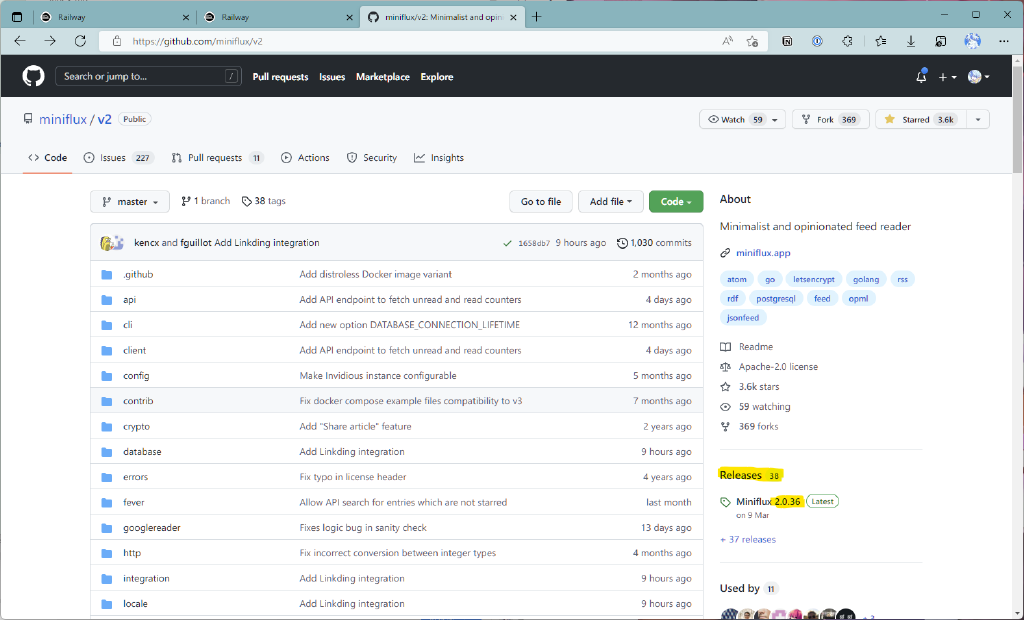 Railway
Railway
miniflux/v2: Minimalist and opin
https://github.com/miniflux/v2
Search or jump to... /
Pull requests Issues Marketplace Explore
miniflux / v2 Public
Watch 59 Fork 369 Starred 3.6k
Code Issues 227 Pull requests 11 Actions Security Insights
master 1 branch 38 tags Go to file Add file Code
kencx and fguillot Add Linkding integration 1658db7 9 hours ago 1,030 commits
.github Add distroless Docker image variant 2 months ago
api Add API endpoint to fetch unread and read counters 4 days ago
cli Add new option DATABASE_CONNECTION_LIFETIME 12 months ago
client Add API endpoint to fetch unread and read counters 4 days ago
config Make Invidious instance configurable 5 months ago
contrib Fix docker compose example files compatibility to v3 7 months ago
crypto Add "Share article" feature 2 years ago
database Add Linkding integration 9 hours ago
errors Fix typo in license header 4 years ago
fever Allow API search for entries which are not starred last month
googlereader Fixes logic bug in sanity check 13 days ago
http Fix incorrect conversion between integer types 4 months ago
integration Add Linkding integration 9 hours ago
locale Add Linkding integration 9 hours ago
About
Minimalist and opinionated feed reader
miniflux.app
atom go letsencrypt golang rss
rdf postgresql feed opml
jsonfeed
Readme
Apache-2.0 license
3.6k stars
59 watching
369 forks
Releases 38
Miniflux 2.0.36 Latest
on 9 Mar
+ 37 releases
Used by 11